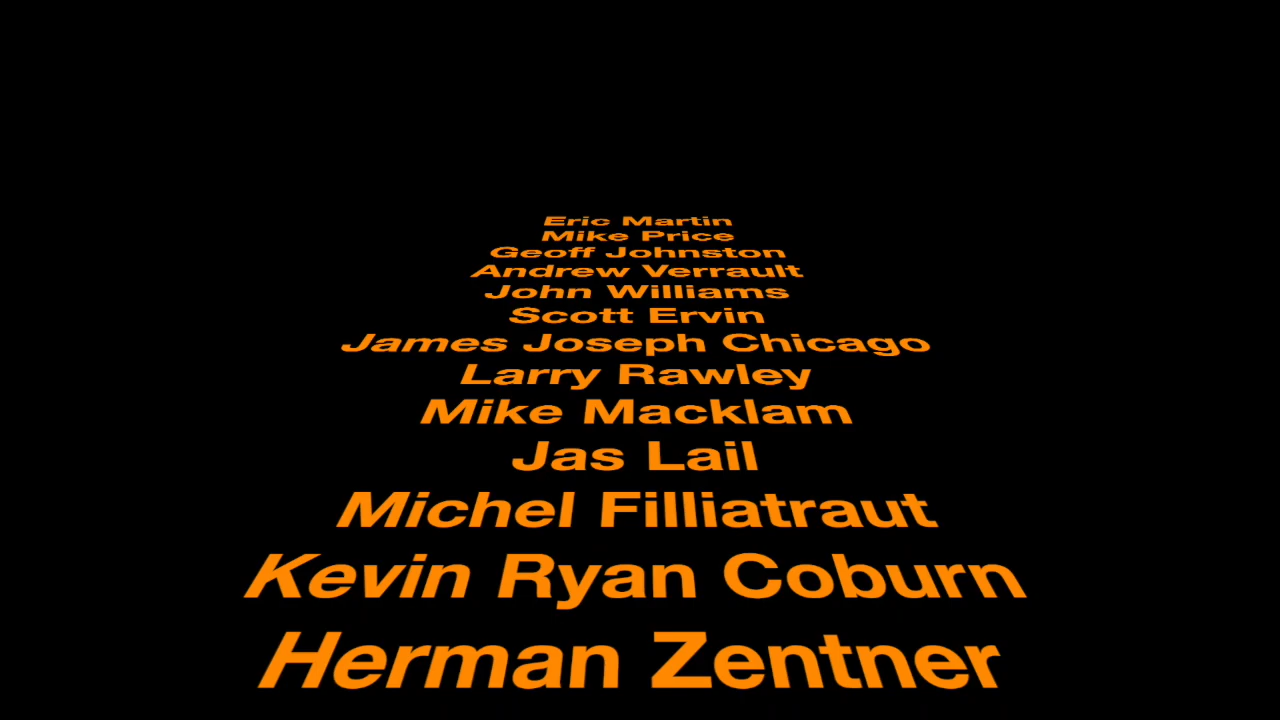 Eric Martin
Mike Price
Geoff Johnston
Andrew Verrault
John Williams
Scott Ervin
James Joseph Chicago
Larry Rawley
Mike Macklam
Jas Lail
Michel Filliatraut
Kevin Ryan Coburn
Herman Zentner